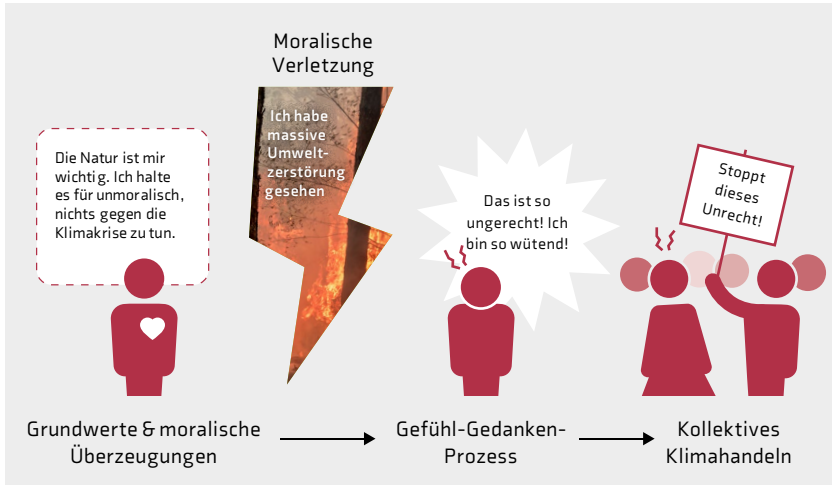 Moralische
Verletzung
Ich habe
massive
Umwelt-
zerstörung
gesehen
Die Natur ist mir
wichtig. Ich halte
es für unmoralisch,
nichts gegen die
Klimakrise zu tun.
Das ist so
ungerecht! Ich
bin so wütend!
Stoppt
dieses
Unrecht!
Grundwerte & moralische
Überzeugungen
Gefühl-Gedanken-
Prozess
Kollektives
Klimahandeln